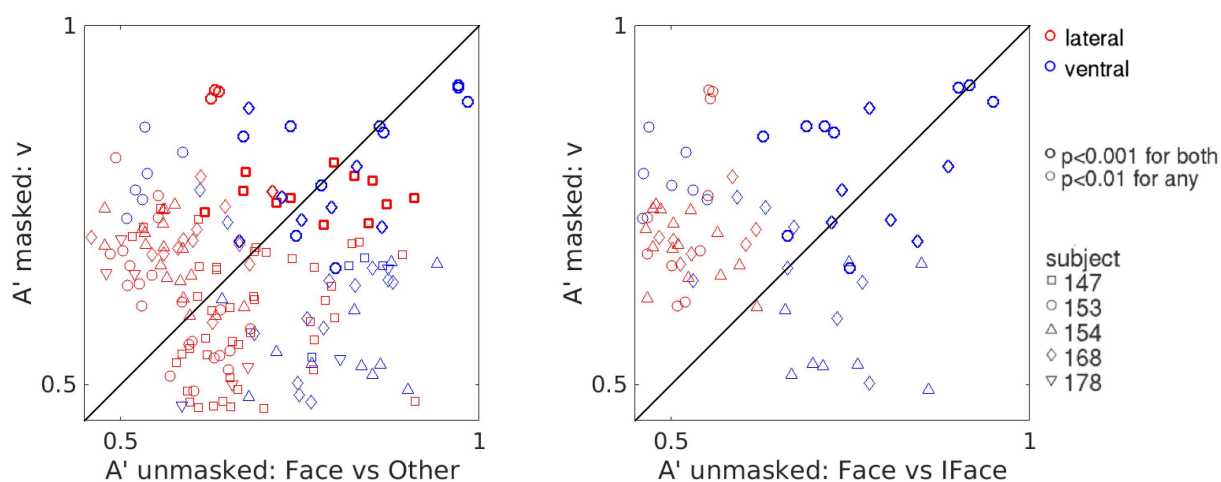 1
0.5
0.5
1
A' masked: v
A' unmasked: Face vs Other
1
0.5
0.5
1
A' masked: v
A' unmasked: Face vs IFace
lateral
ventral
p<0.001 for both
p<0.01 for any
subject
147
153
154
168
178